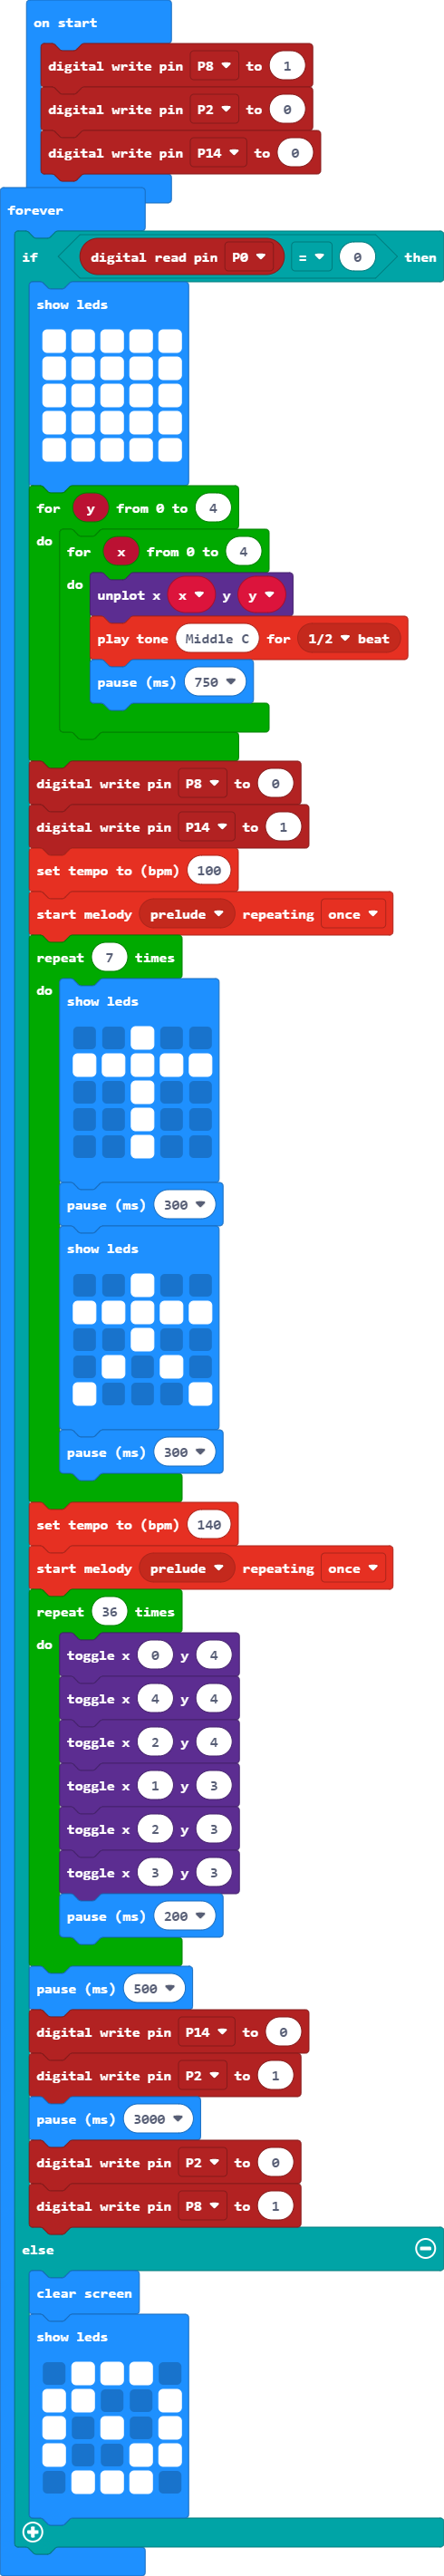 on start
digital write pin P8 to 1
digital write pin P2 to 0
digital write pin P14 to 0
forever
if digital read pin P0 = 0 then
show leds
for y from 0 to 4
do
for x from 0 to 4
do
unplot x x y y
play tone Middle C for 1/2 beat
pause (ms) 750
digital write pin P8 to 0
digital write pin P14 to 1
set tempo to (bpm) 100
start melody prelude repeating once
repeat 7 times
do
show leds
pause (ms) 300
show leds
pause (ms) 300
set tempo to (bpm) 140
start melody prelude repeating once
repeat 36 times
do
toggle x 0 y 4
toggle x 4 y 4
toggle x 2 y 4
toggle x 1 y 3
toggle x 2 y 3
toggle x 3 y 3
pause (ms) 200
pause (ms) 500
digital write pin P14 to 0
digital write pin P2 to 1
pause (ms) 3000
digital write pin P2 to 0
digital write pin P8 to 1
else
clear screen
show leds